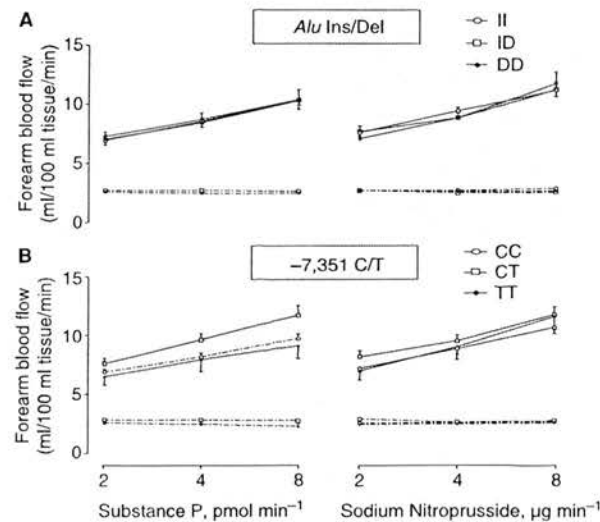 A
Alu Ins/Del
II
ID
DD
Forearm blood flow
(ml/100 ml tissue/min)
15
10
5
0
B
–7,351 C/T
CC
CT
TT
Forearm blood flow
(ml/100 ml tissue/min)
15
10
5
0
2 4 8 2 4 8
Substance P, pmol min⁻¹ Sodium Nitroprusside, µg min⁻¹